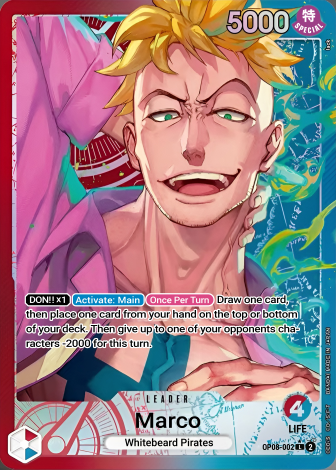 5000
特
SPECIAL
DON!!×1 Activate: Main Once Per Turn Draw one card,
then place one card from your hand on the top or bottom
of your deck. Then give up to one of your opponents cha-
racters -2000 for this turn.
LEADER
Marco
Whitebeard Pirates
4
LIFE
OP08-002 L 2